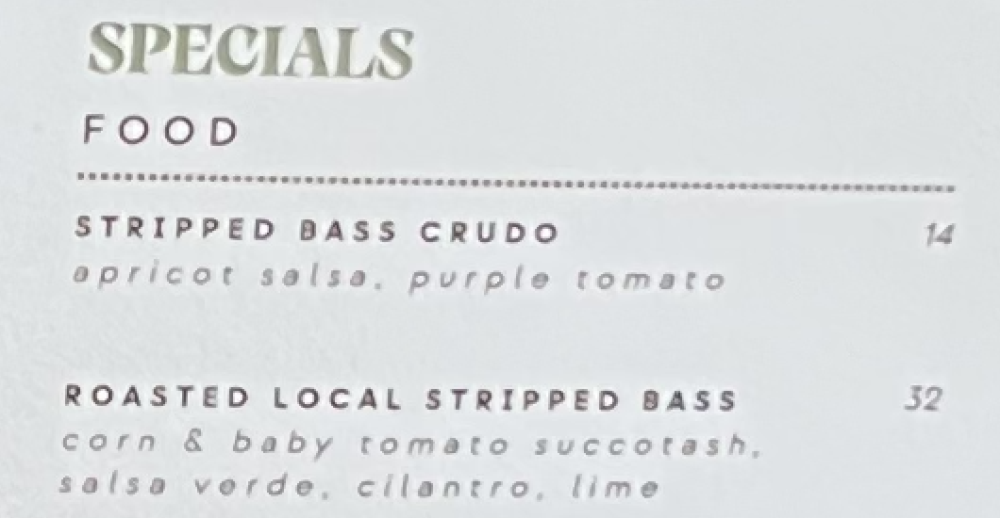 SPECIALS
FOOD
STRIPPED BASS CRUDO 14
apricot salsa, purple tomato
ROASTED LOCAL STRIPPED BASS 32
corn & baby tomato succotash,
salsa verde, cilantro, lime